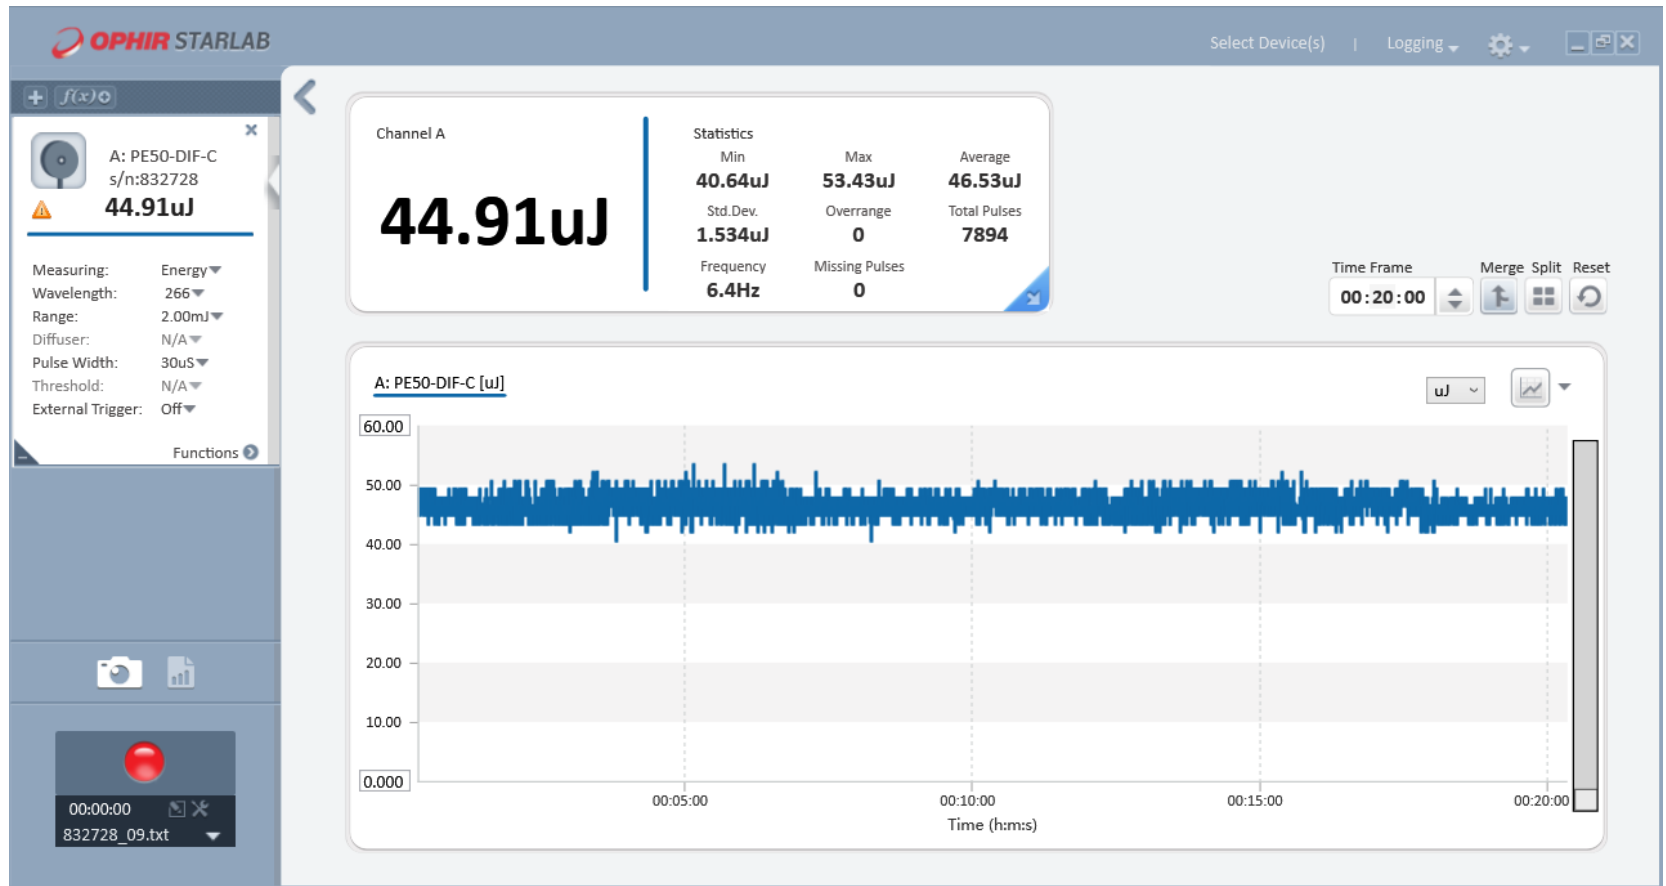 OPHIR STARLAB
Select Device(s) | Logging
f(x)
A: PE50-DIF-C
s/n:832728
44.91uJ
Measuring: Energy
Wavelength: 266
Range: 2.00mJ
Diffuser: N/A
Pulse Width: 30uS
Threshold: N/A
External Trigger: Off
Functions
00:00:00
832728_09.txt
Channel A
44.91uJ
Statistics
Min Max Average
40.64uJ 53.43uJ 46.53uJ
Std.Dev. Overrange Total Pulses
1.534uJ 0 7894
Frequency Missing Pulses
6.4Hz 0
Time Frame Merge Split Reset
00:20:00
A: PE50-DIF-C [uJ]
uJ
60.00
50.00
40.00
30.00
20.00
10.00
0.000
00:05:00 00:10:00 00:15:00 00:20:00
Time (h:m:s)